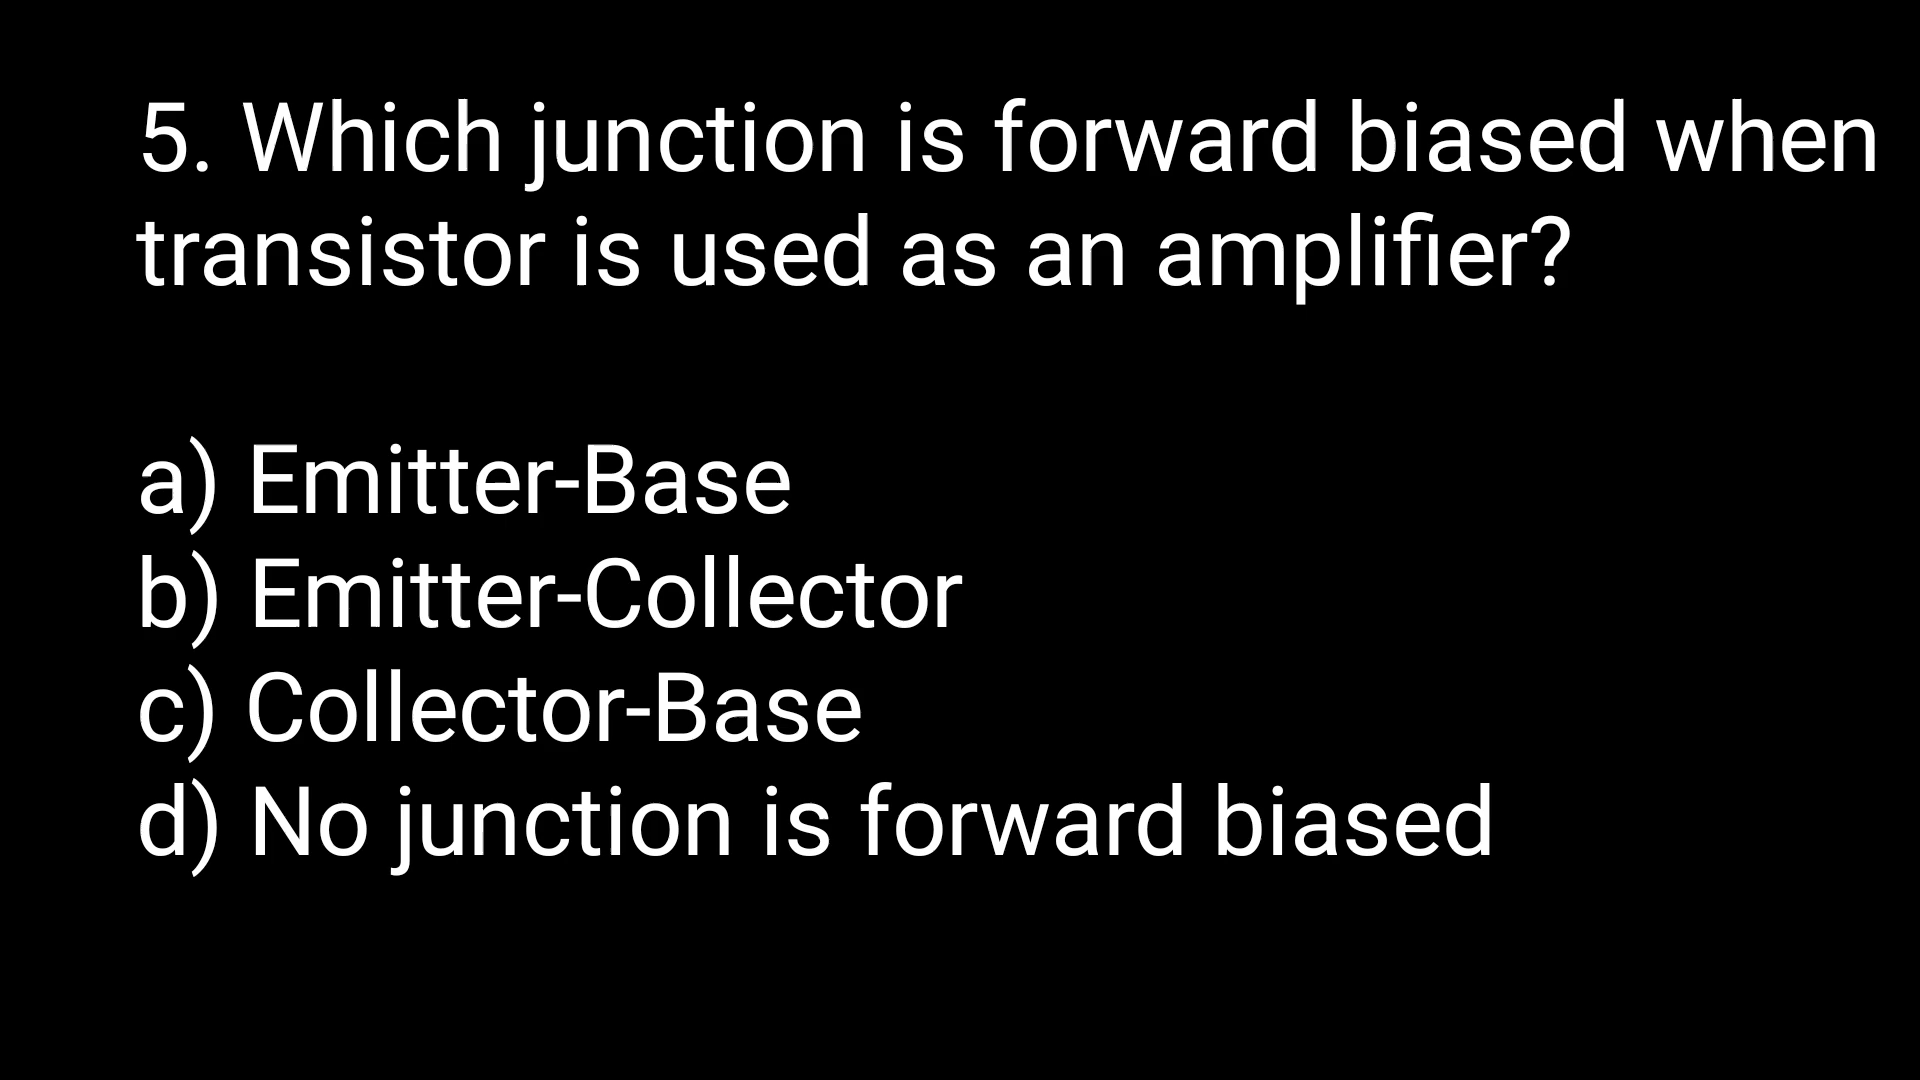 5. Which junction is forward biased when
transistor is used as an amplifier?
a) Emitter-Base
b) Emitter-Collector
c) Collector-Base
d) No junction is forward biased